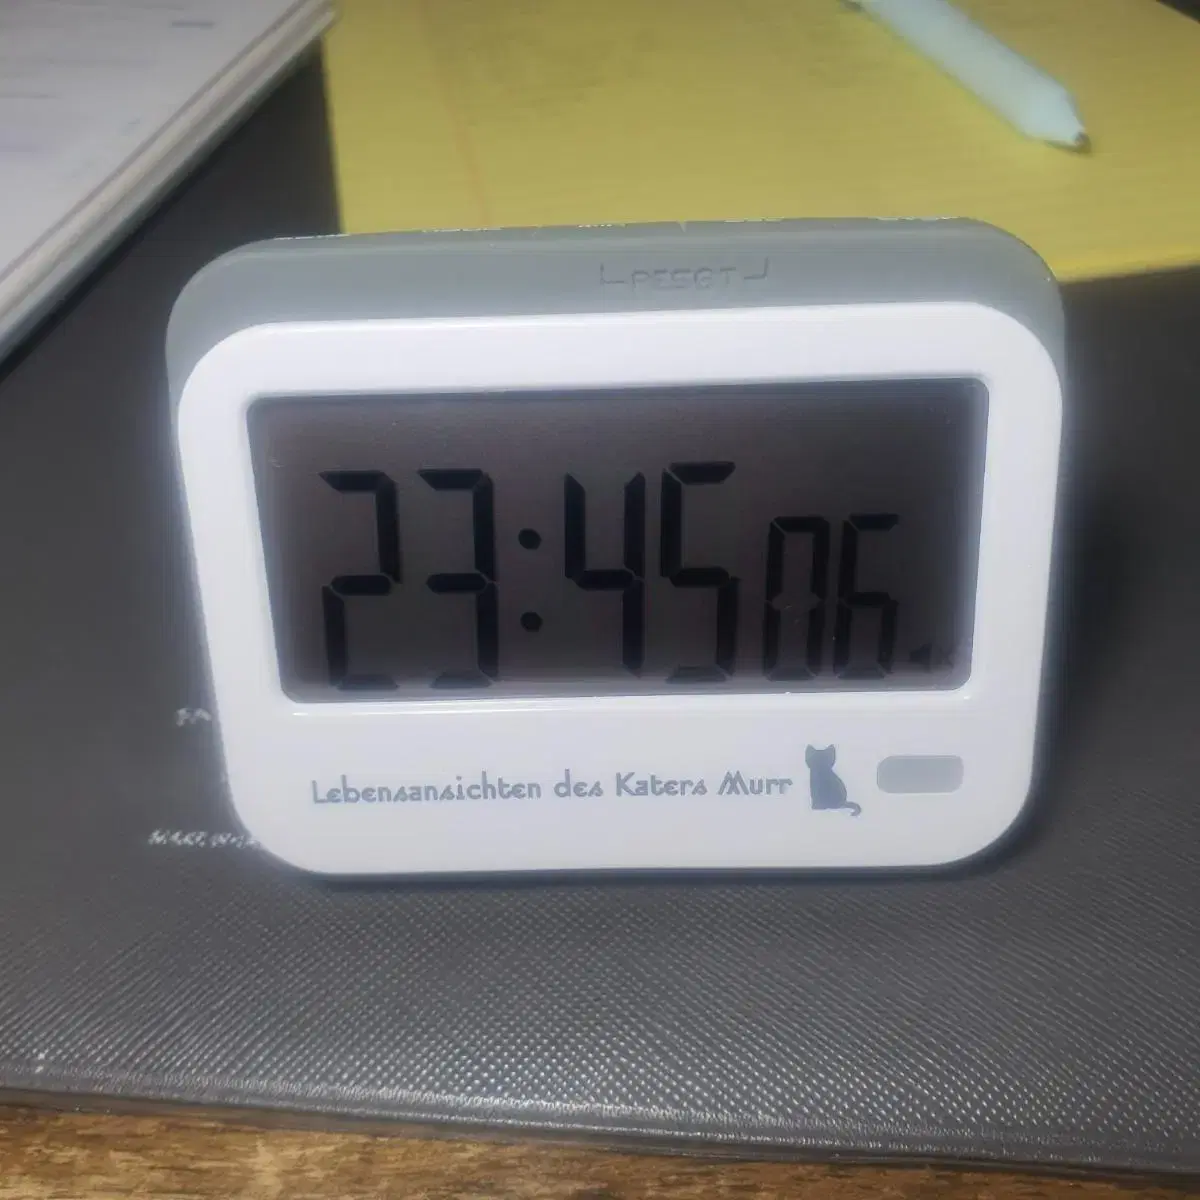 RESET
23:45 06
Lebensansichten des Katers Murr